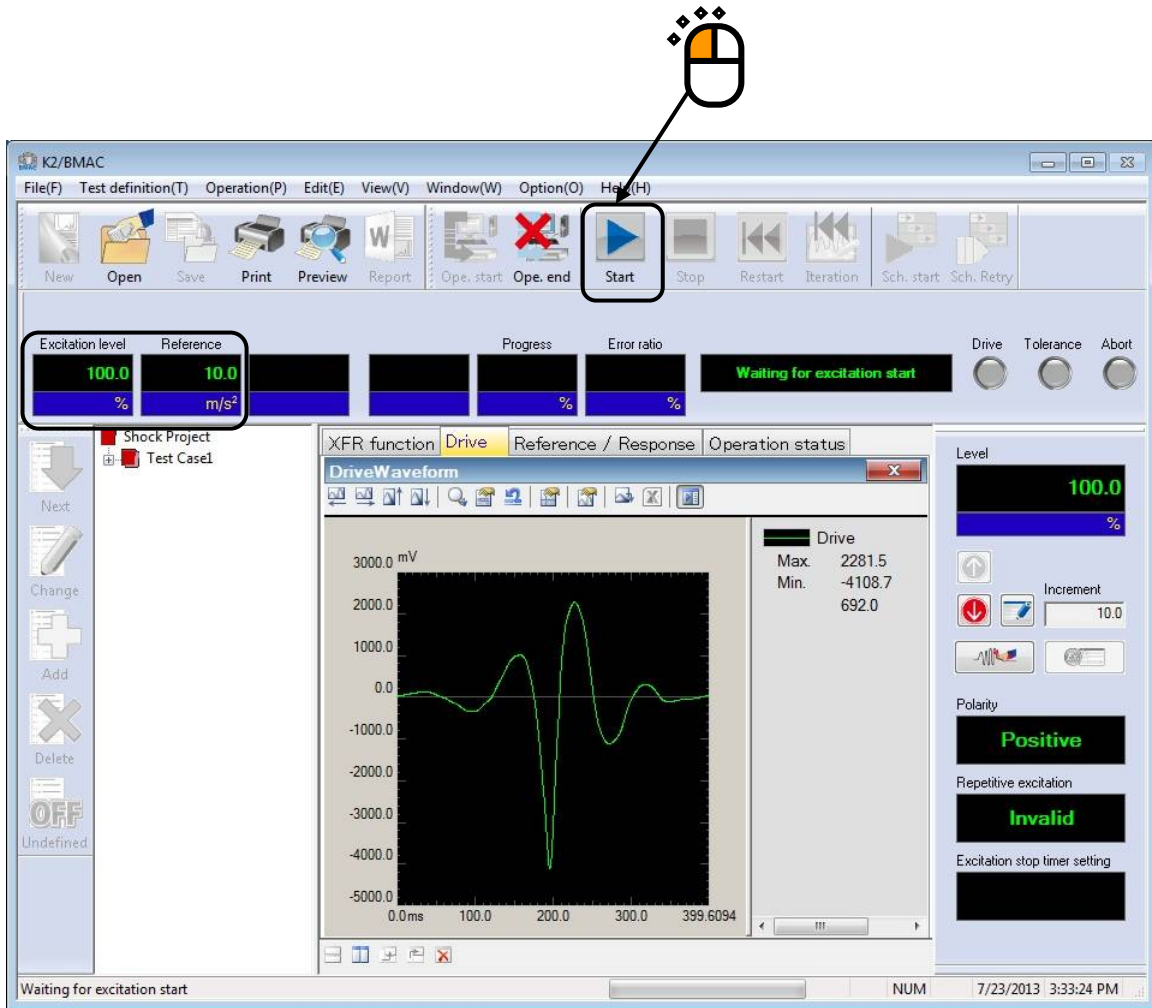 K2/BMAC
File(F) Test definition(T) Operation(P) Edit(E) View(V) Window(W) Option(O) Help(H)
New Open Save Print Preview Report Ope. start Ope. end Start Stop Restart Iteration Sch. start Sch. Retry
Excitation level Reference Progress Error ratio Drive Tolerance Abort
100.0 10.0 Waiting for excitation start
% m/s² % %
Next
Change
Add
Delete
OFF
Undefined
Shock Project
Test Case1
XFR function Drive Reference / Response Operation status
DriveWaveform
3000.0 mV
2000.0
1000.0
0.0
-1000.0
-2000.0
-3000.0
-4000.0
-5000.0
0.0ms 100.0 200.0 300.0 399.6094
Drive
Max. 2281.5
Min. -4108.7
692.0
Level
100.0
%
Increment
10.0
Polarity
Positive
Repetitive excitation
Invalid
Excitation stop timer setting
Waiting for excitation start NUM 7/23/2013 3:33:24 PM